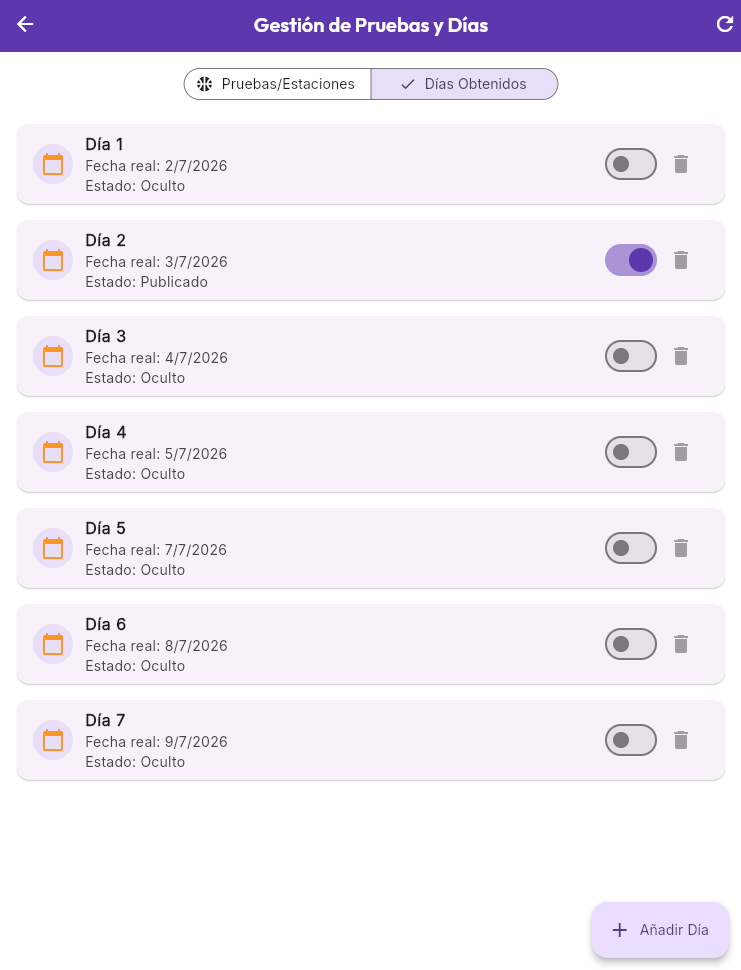 Gestión de Pruebas y Días
Pruebas/Estaciones
Días Obtenidos
Día 1
Fecha real: 2/7/2026
Estado: Oculto
Día 2
Fecha real: 3/7/2026
Estado: Publicado
Día 3
Fecha real: 4/7/2026
Estado: Oculto
Día 4
Fecha real: 5/7/2026
Estado: Oculto
Día 5
Fecha real: 7/7/2026
Estado: Oculto
Día 6
Fecha real: 8/7/2026
Estado: Oculto
Día 7
Fecha real: 9/7/2026
Estado: Oculto
Añadir Día